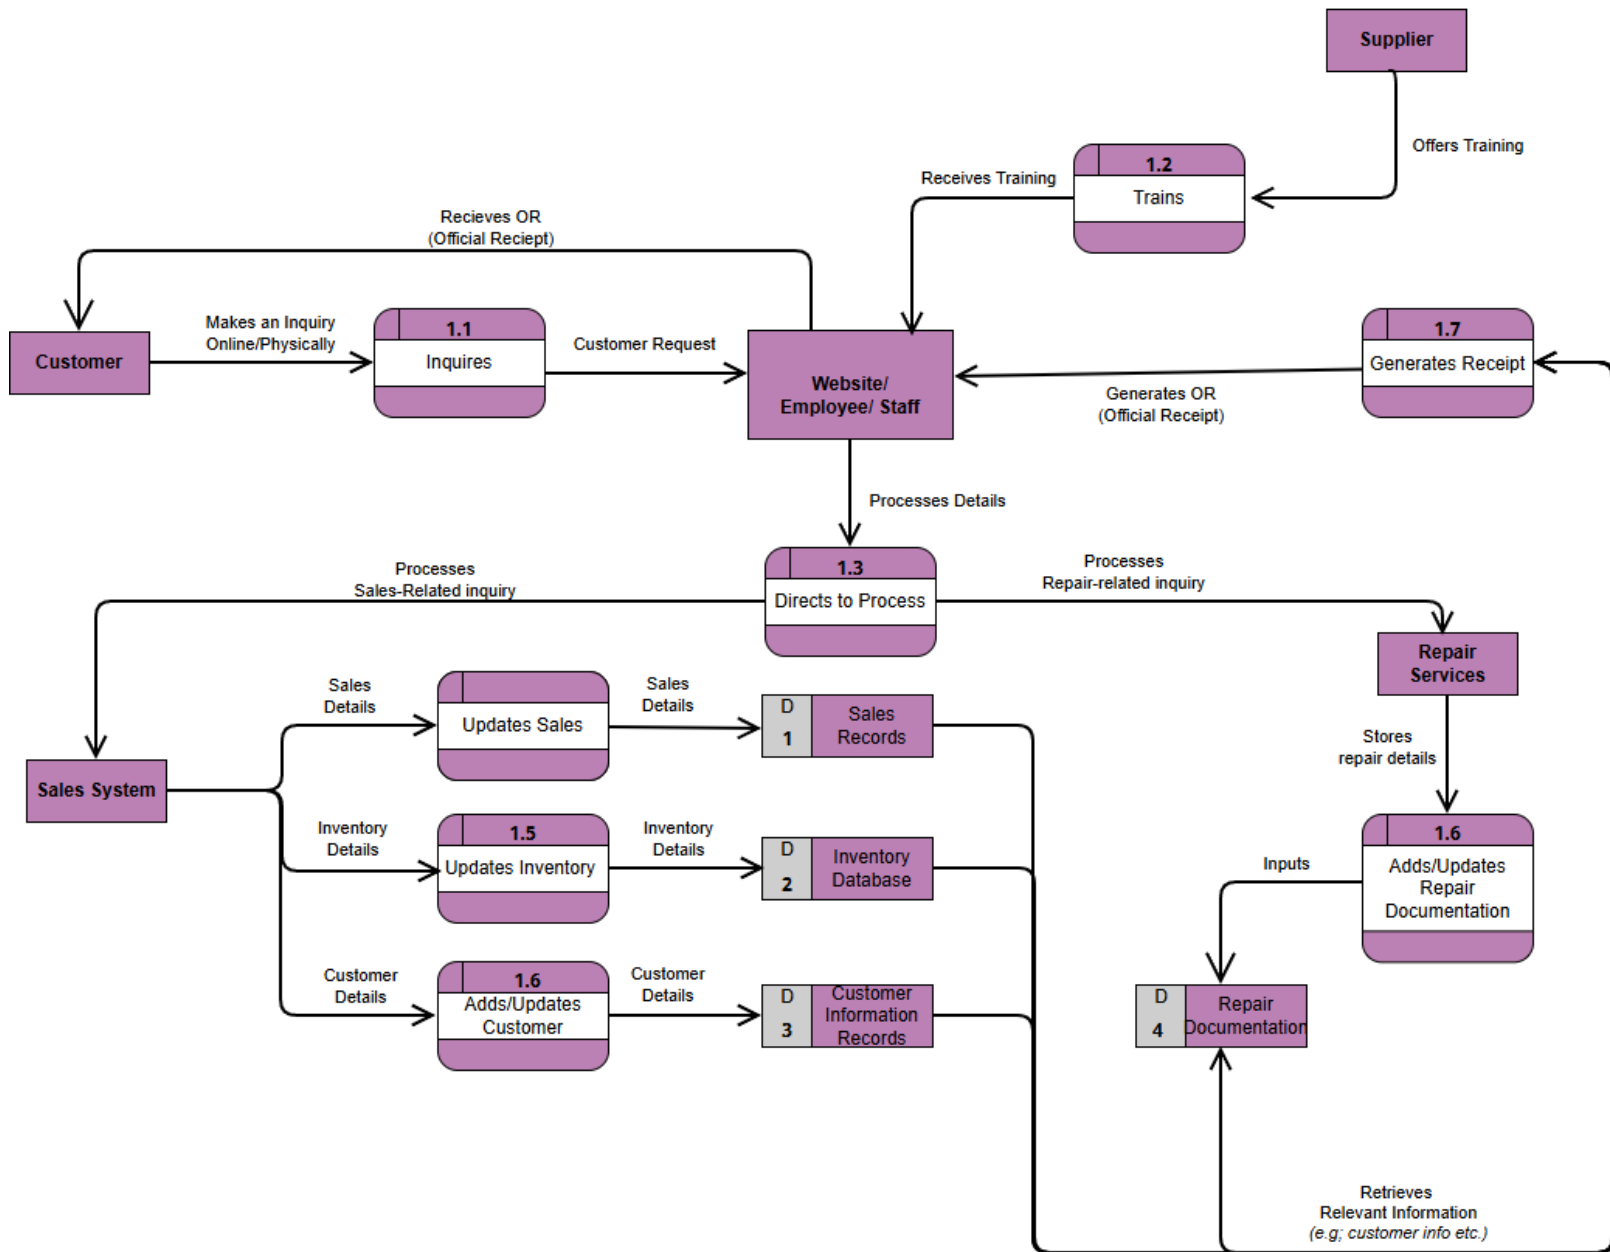 Supplier
Offers Training
1.2
Trains
Receives Training
Recieves OR
(Official Reciept)
Customer
Makes an Inquiry
Online/Physically
1.1
Inquires
Customer Request
Website/
Employee/ Staff
1.7
Generates Receipt
Generates OR
(Official Receipt)
Processes Details
1.3
Directs to Process
Processes
Sales-Related inquiry
Processes
Repair-related inquiry
Repair
Services
Sales System
Sales
Details
Updates Sales
Sales
Details
D
1
Sales
Records
Stores
repair details
Inventory
Details
1.5
Updates Inventory
Inventory
Details
D
2
Inventory
Database
1.6
Adds/Updates
Repair
Documentation
Inputs
Customer
Details
1.6
Adds/Updates
Customer
Customer
Details
D
3
Customer
Information
Records
D
4
Repair
Documentation
Retrieves
Relevant Information
(e.g; customer info etc.)